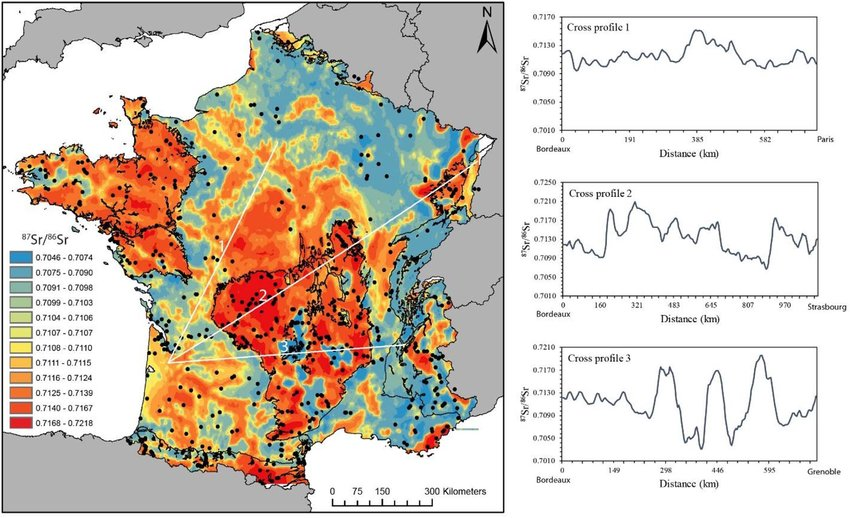 N
1
2
3
87Sr/86Sr
0.7046 - 0.7074
0.7075 - 0.7090
0.7091 - 0.7098
0.7099 - 0.7103
0.7104 - 0.7106
0.7107 - 0.7107
0.7108 - 0.7110
0.7111 - 0.7115
0.7116 - 0.7124
0.7125 - 0.7139
0.7140 - 0.7167
0.7168 - 0.7218
0 75 150 300 Kilometers
Cross profile 1
87Sr/86Sr
0.7170
0.7130
0.7090
0.7050
0.7010
0 191 385 582 Paris
Bordeaux
Distance (km)
Cross profile 2
87Sr/86Sr
0.7250
0.7210
0.7170
0.7130
0.7090
0.7050
0.7010
0 160 321 483 645 807 970 Strasbourg
Bordeaux
Distance (km)
Cross profile 3
87Sr/86Sr
0.7210
0.7170
0.7130
0.7090
0.7050
0.7010
0 149 298 446 595 Grenoble
Bordeaux
Distance (km)